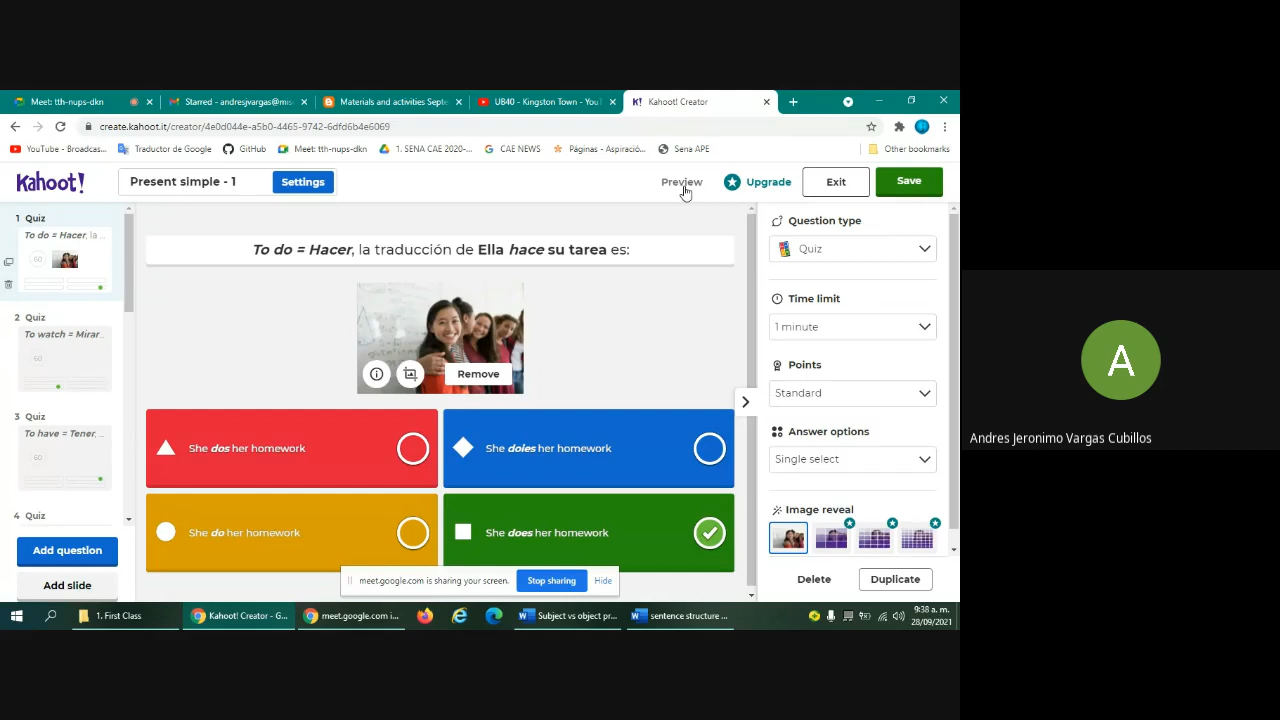 Meet: tth-nups-dkn
Starred - andresjvargas@mis
Materials and activities Septe
UB40 - Kingston Town - YouT
K! Kahoot! Creator
create.kahoot.it/creator/4e0d044e-a5b0-4465-9742-6dfd6b4e6069
YouTube - Broadcas...
Traductor de Google
GitHub
Meet: tth-nups-dkn
1. SENA CAE 2020-...
CAE NEWS
Páginas - Aspiració...
Sena APE
Other bookmarks
Kahoot!
Present simple - 1
Settings
Preview
Upgrade
Exit
Save
1 Quiz
To do = Hacer, la ...
60
2 Quiz
To watch = Mirar...
60
3 Quiz
To have = Tener, ...
60
4 Quiz
Add question
Add slide
To do = Hacer, la traducción de Ella hace su tarea es:
Remove
She dos her homework
She doies her homework
She do her homework
She does her homework
Question type
Quiz
Time limit
1 minute
Points
Standard
Answer options
Single select
Image reveal
Delete
Duplicate
meet.google.com is sharing your screen.
Stop sharing
Hide
1. First Class
Kahoot! Creator - G...
meet.google.com i...
Subject vs object pr...
sentence structure ...
9:38 a. m.
28/09/2021
A
Andres Jeronimo Vargas Cubillos